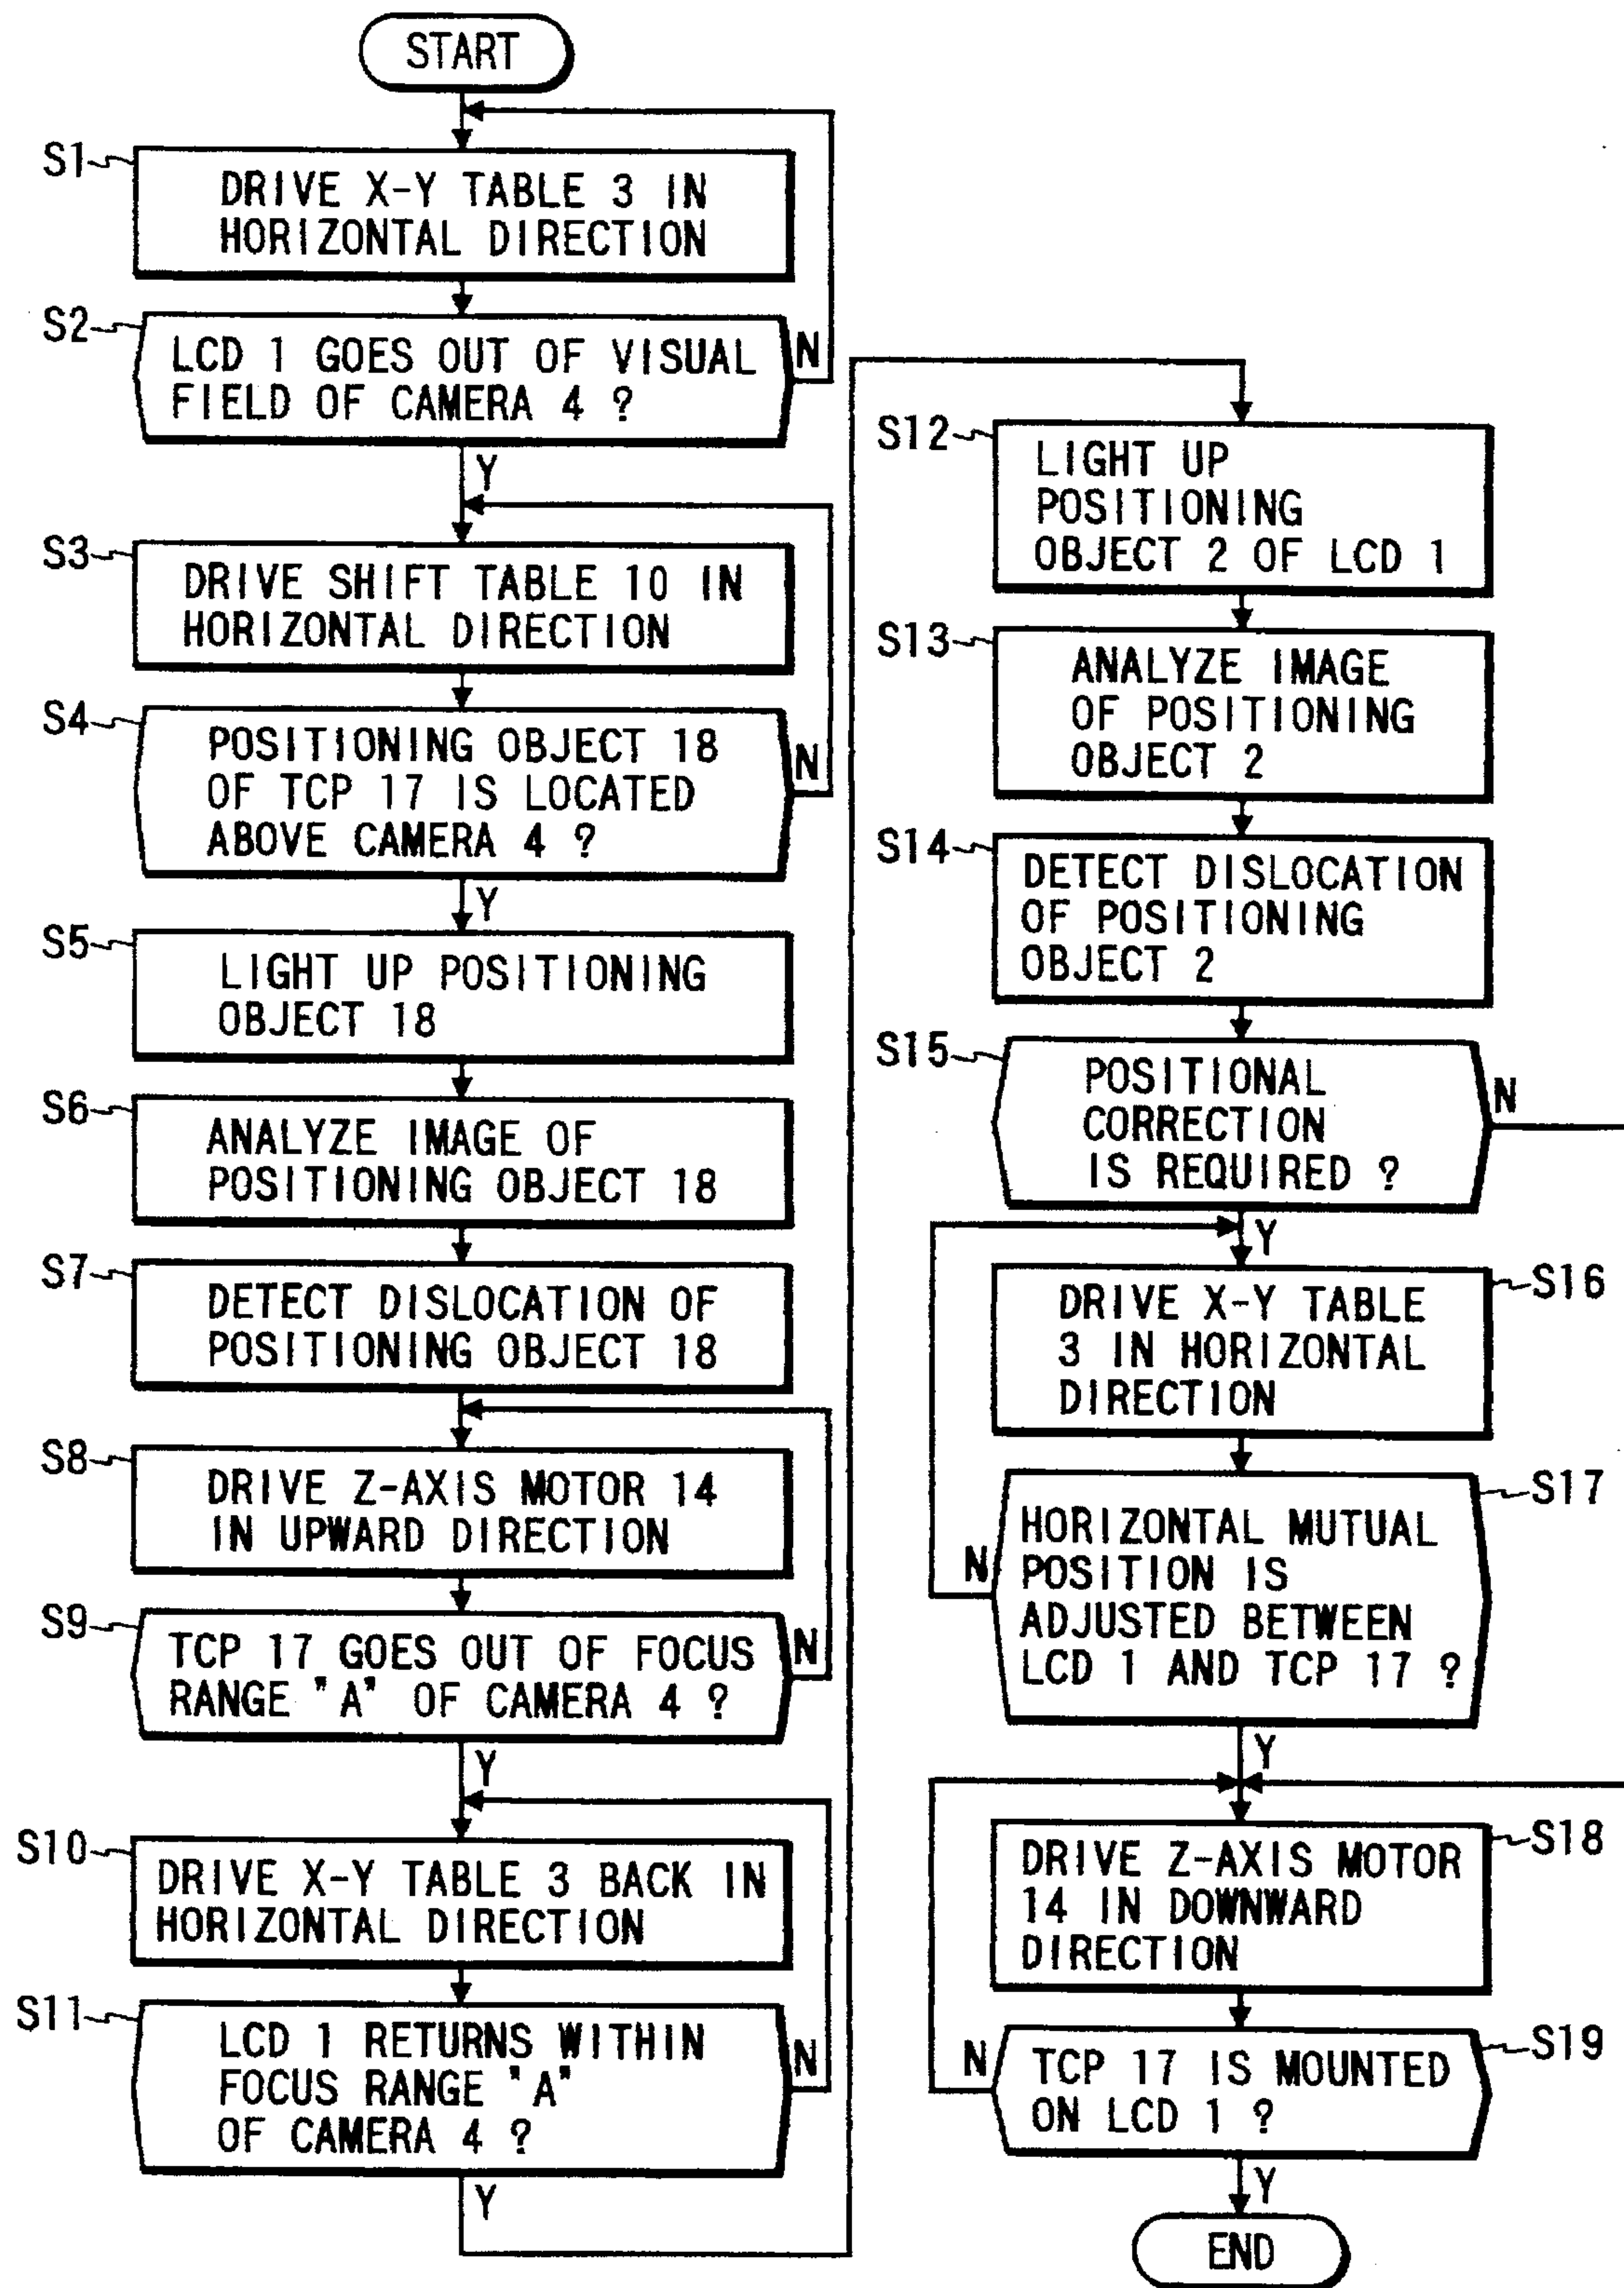 START
S1
DRIVE X-Y TABLE 3 IN
HORIZONTAL DIRECTION
S2
LCD 1 GOES OUT OF VISUAL
FIELD OF CAMERA 4 ?
N
Y
S3
DRIVE SHIFT TABLE 10 IN
HORIZONTAL DIRECTION
S4
POSITIONING OBJECT 18
OF TCP 17 IS LOCATED
ABOVE CAMERA 4 ?
N
Y
S5
LIGHT UP POSITIONING
OBJECT 18
S6
ANALYZE IMAGE OF
POSITIONING OBJECT 18
S7
DETECT DISLOCATION OF
POSITIONING OBJECT 18
S8
DRIVE Z-AXIS MOTOR 14
IN UPWARD DIRECTION
S9
TCP 17 GOES OUT OF FOCUS
RANGE "A" OF CAMERA 4 ?
N
Y
S10
DRIVE X-Y TABLE 3 BACK IN
HORIZONTAL DIRECTION
S11
LCD 1 RETURNS WITHIN
FOCUS RANGE "A"
OF CAMERA 4 ?
N
Y
S12
LIGHT UP
POSITIONING
OBJECT 2 OF LCD 1
S13
ANALYZE IMAGE
OF POSITIONING
OBJECT 2
S14
DETECT DISLOCATION
OF POSITIONING
OBJECT 2
S15
POSITIONAL
CORRECTION
IS REQUIRED ?
N
Y
S16
DRIVE X-Y TABLE
3 IN HORIZONTAL
DIRECTION
S17
HORIZONTAL MUTUAL
POSITION IS
ADJUSTED BETWEEN
LCD 1 AND TCP 17 ?
N
Y
S18
DRIVE Z-AXIS MOTOR
14 IN DOWNWARD
DIRECTION
S19
TCP 17 IS MOUNTED
ON LCD 1 ?
N
Y
END